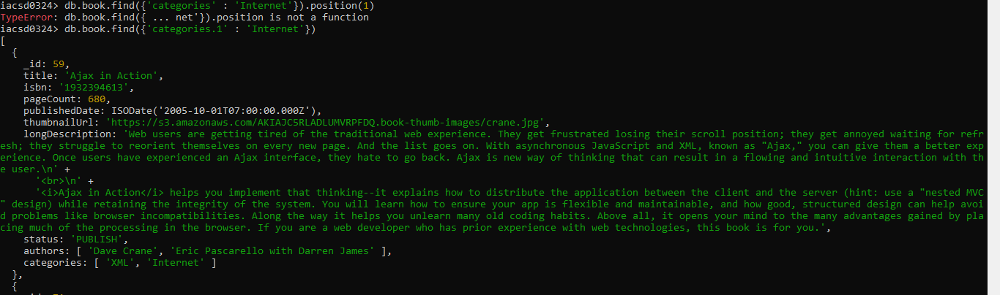 iacsd0324> db.book.find({'categories' : 'Internet'}).position(1)
TypeError: db.book.find({ ... net'}).position is not a function
iacsd0324> db.book.find({'categories.1' : 'Internet'})
[
  {
    _id: 59,
    title: 'Ajax in Action',
    isbn: '1932394613',
    pageCount: 680,
    publishedDate: ISODate('2005-10-01T07:00:00.000Z'),
    thumbnailUrl: 'https://s3.amazonaws.com/AKIAJC5RLADLUMVRPFDQ.book-thumb-images/crane.jpg',
    longDescription: 'Web users are getting tired of the traditional web experience. They get frustrated losing their scroll position; they get annoyed waiting for refr
esh; they struggle to reorient themselves on every new page. And the list goes on. With asynchronous JavaScript and XML, known as "Ajax," you can give them a better exp
erience. Once users have experienced an Ajax interface, they hate to go back. Ajax is new way of thinking that can result in a flowing and intuitive interaction with th
e user.\n' +
      '<br>\n' +
      '<i>Ajax in Action</i> helps you implement that thinking--it explains how to distribute the application between the client and the server (hint: use a "nested MVC
" design) while retaining the integrity of the system. You will learn how to ensure your app is flexible and maintainable, and how good, structured design can help avoi
d problems like browser incompatibilities. Along the way it helps you unlearn many old coding habits. Above all, it opens your mind to the many advantages gained by pla
cing much of the processing in the browser. If you are a web developer who has prior experience with web technologies, this book is for you.',
    status: 'PUBLISH',
    authors: [ 'Dave Crane', 'Eric Pascarello with Darren James' ],
    categories: [ 'XML', 'Internet' ]
  },
  {